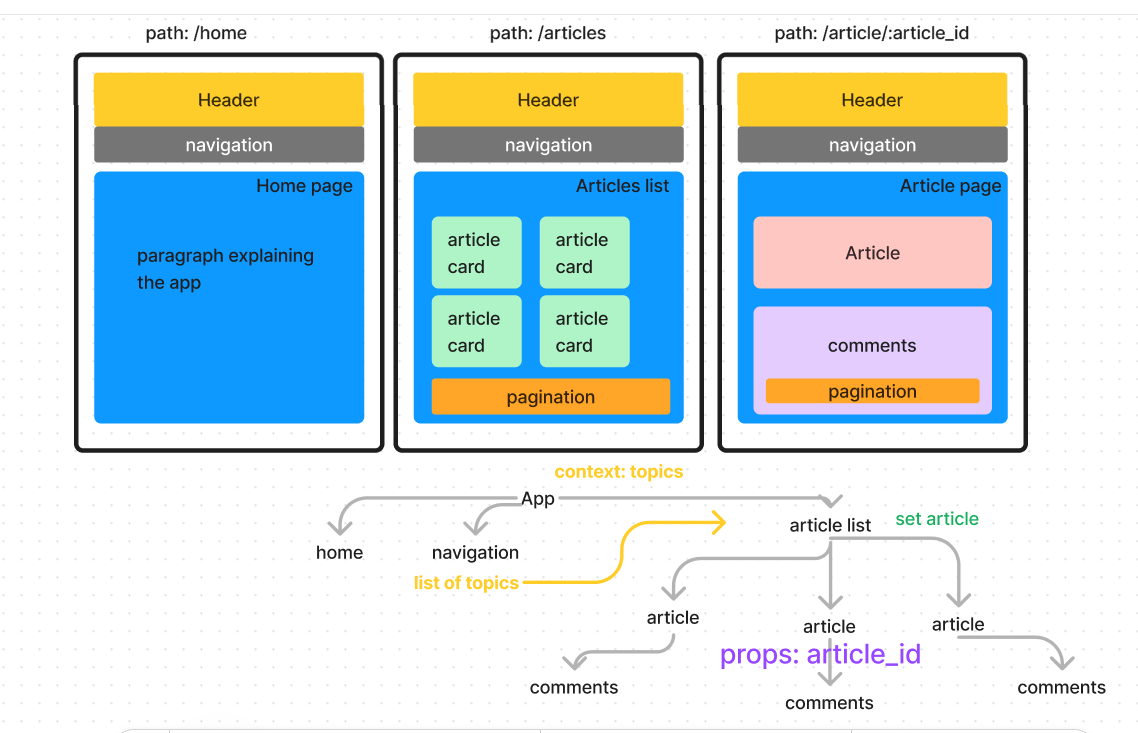 path: /home
path: /articles
path: /article/:article_id
Header
Header
Header
navigation
navigation
navigation
Home page
Articles list
Article page
paragraph explaining
the app
article
card
article
card
article
card
article
card
pagination
Article
comments
pagination
context: topics
App
home
navigation
list of topics
article list
set article
article
article
article
props: article_id
comments
comments
comments